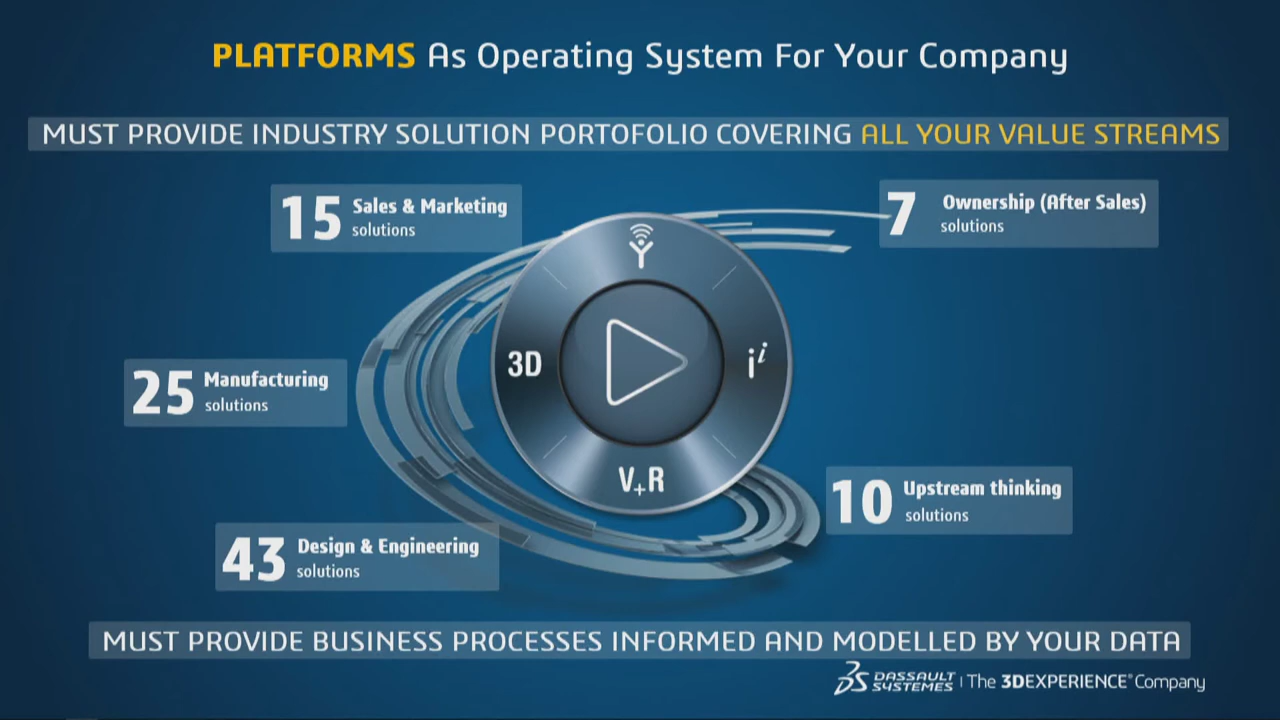 PLATFORMS As Operating System For Your Company
MUST PROVIDE INDUSTRY SOLUTION PORTOFOLIO COVERING ALL YOUR VALUE STREAMS
15 Sales & Marketing
solutions
7 Ownership (After Sales)
solutions
3D
i i
V+R
25 Manufacturing
solutions
10 Upstream thinking
solutions
43 Design & Engineering
solutions
MUST PROVIDE BUSINESS PROCESSES INFORMED AND MODELLED BY YOUR DATA
3DS DASSAULT SYSTEMES | The 3DEXPERIENCE® Company